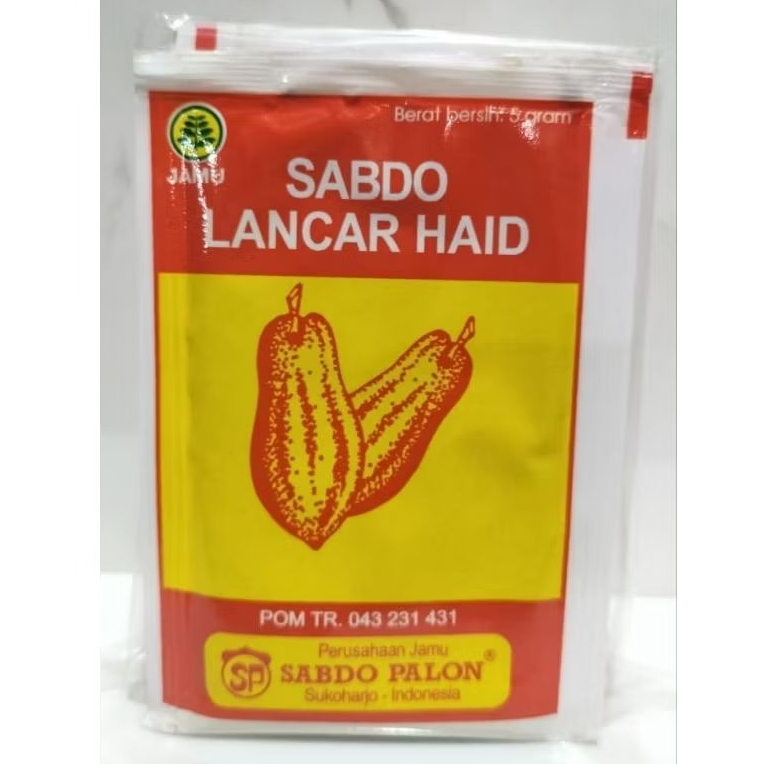 Berat bersih: 5 gram
JAMU
SABDO
LANCAR HAID
POM TR. 043 231 431
Perusahaan Jamu
SP SABDO PALON®
Sukoharjo - Indonesia